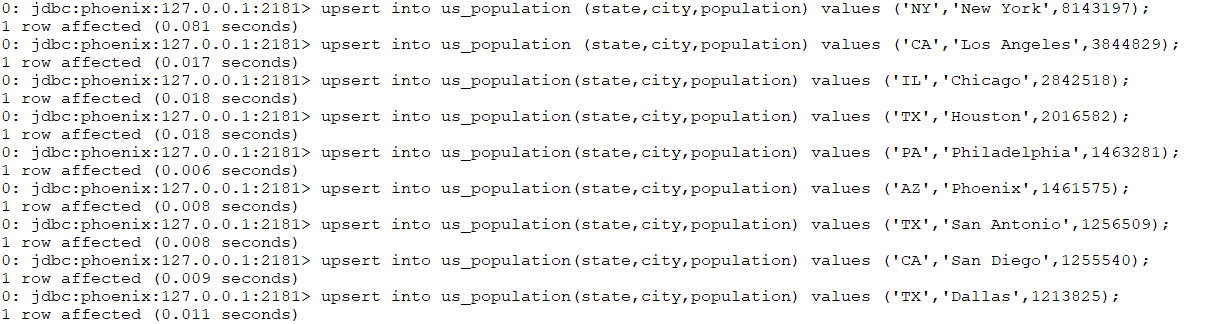 0: jdbc:phoenix:127.0.0.1:2181> upsert into us_population (state,city,population) values ('NY','New York',8143197);
1 row affected (0.081 seconds)
0: jdbc:phoenix:127.0.0.1:2181> upsert into us_population (state,city,population) values ('CA','Los Angeles',3844829);
1 row affected (0.017 seconds)
0: jdbc:phoenix:127.0.0.1:2181> upsert into us_population(state,city,population) values ('IL','Chicago',2842518);
1 row affected (0.018 seconds)
0: jdbc:phoenix:127.0.0.1:2181> upsert into us_population(state,city,population) values ('TX','Houston',2016582);
1 row affected (0.018 seconds)
0: jdbc:phoenix:127.0.0.1:2181> upsert into us_population(state,city,population) values ('PA','Philadelphia',1463281);
1 row affected (0.006 seconds)
0: jdbc:phoenix:127.0.0.1:2181> upsert into us_population(state,city,population) values ('AZ','Phoenix',1461575);
1 row affected (0.008 seconds)
0: jdbc:phoenix:127.0.0.1:2181> upsert into us_population(state,city,population) values ('TX','San Antonio',1256509);
1 row affected (0.008 seconds)
0: jdbc:phoenix:127.0.0.1:2181> upsert into us_population(state,city,population) values ('CA','San Diego',1255540);
1 row affected (0.009 seconds)
0: jdbc:phoenix:127.0.0.1:2181> upsert into us_population(state,city,population) values ('TX','Dallas',1213825);
1 row affected (0.011 seconds)